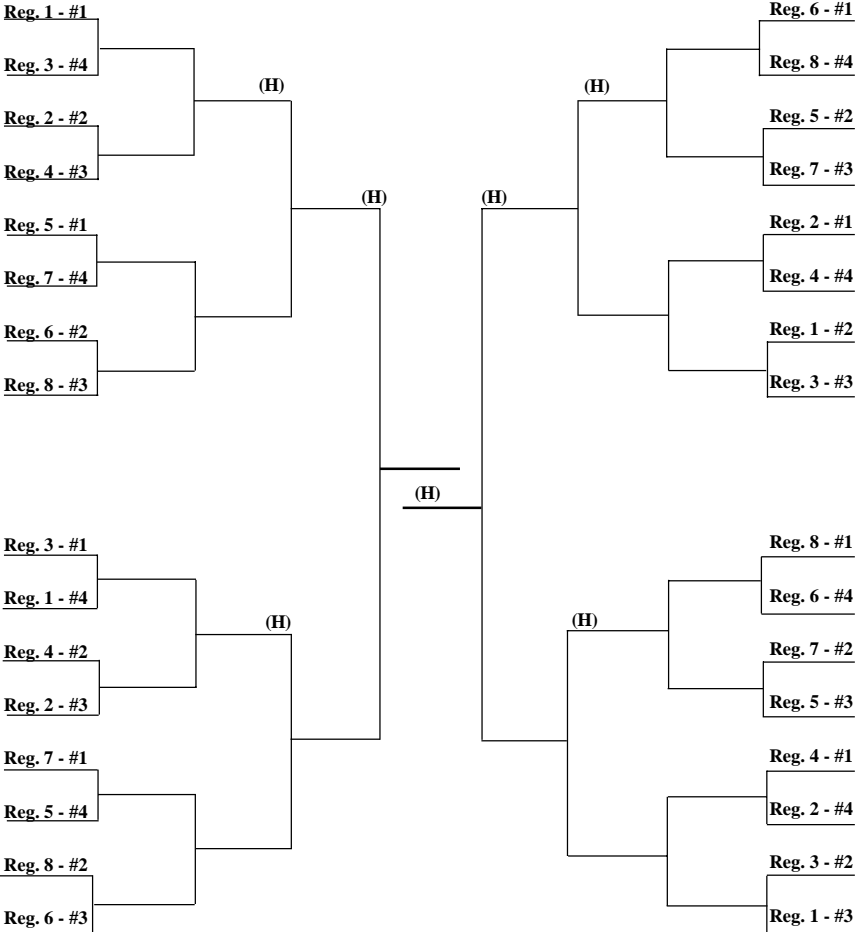 Reg. 1 - #1
Reg. 3 - #4
Reg. 2 - #2
Reg. 4 - #3
Reg. 5 - #1
Reg. 7 - #4
Reg. 6 - #2
Reg. 8 - #3
(H)
(H)
Reg. 3 - #1
Reg. 1 - #4
Reg. 4 - #2
Reg. 2 - #3
Reg. 7 - #1
Reg. 5 - #4
Reg. 8 - #2
Reg. 6 - #3
(H)
(H)
Reg. 6 - #1
Reg. 8 - #4
Reg. 5 - #2
Reg. 7 - #3
Reg. 2 - #1
Reg. 4 - #4
Reg. 1 - #2
Reg. 3 - #3
(H)
(H)
Reg. 8 - #1
Reg. 6 - #4
Reg. 7 - #2
Reg. 5 - #3
Reg. 4 - #1
Reg. 2 - #4
Reg. 3 - #2
Reg. 1 - #3
(H)